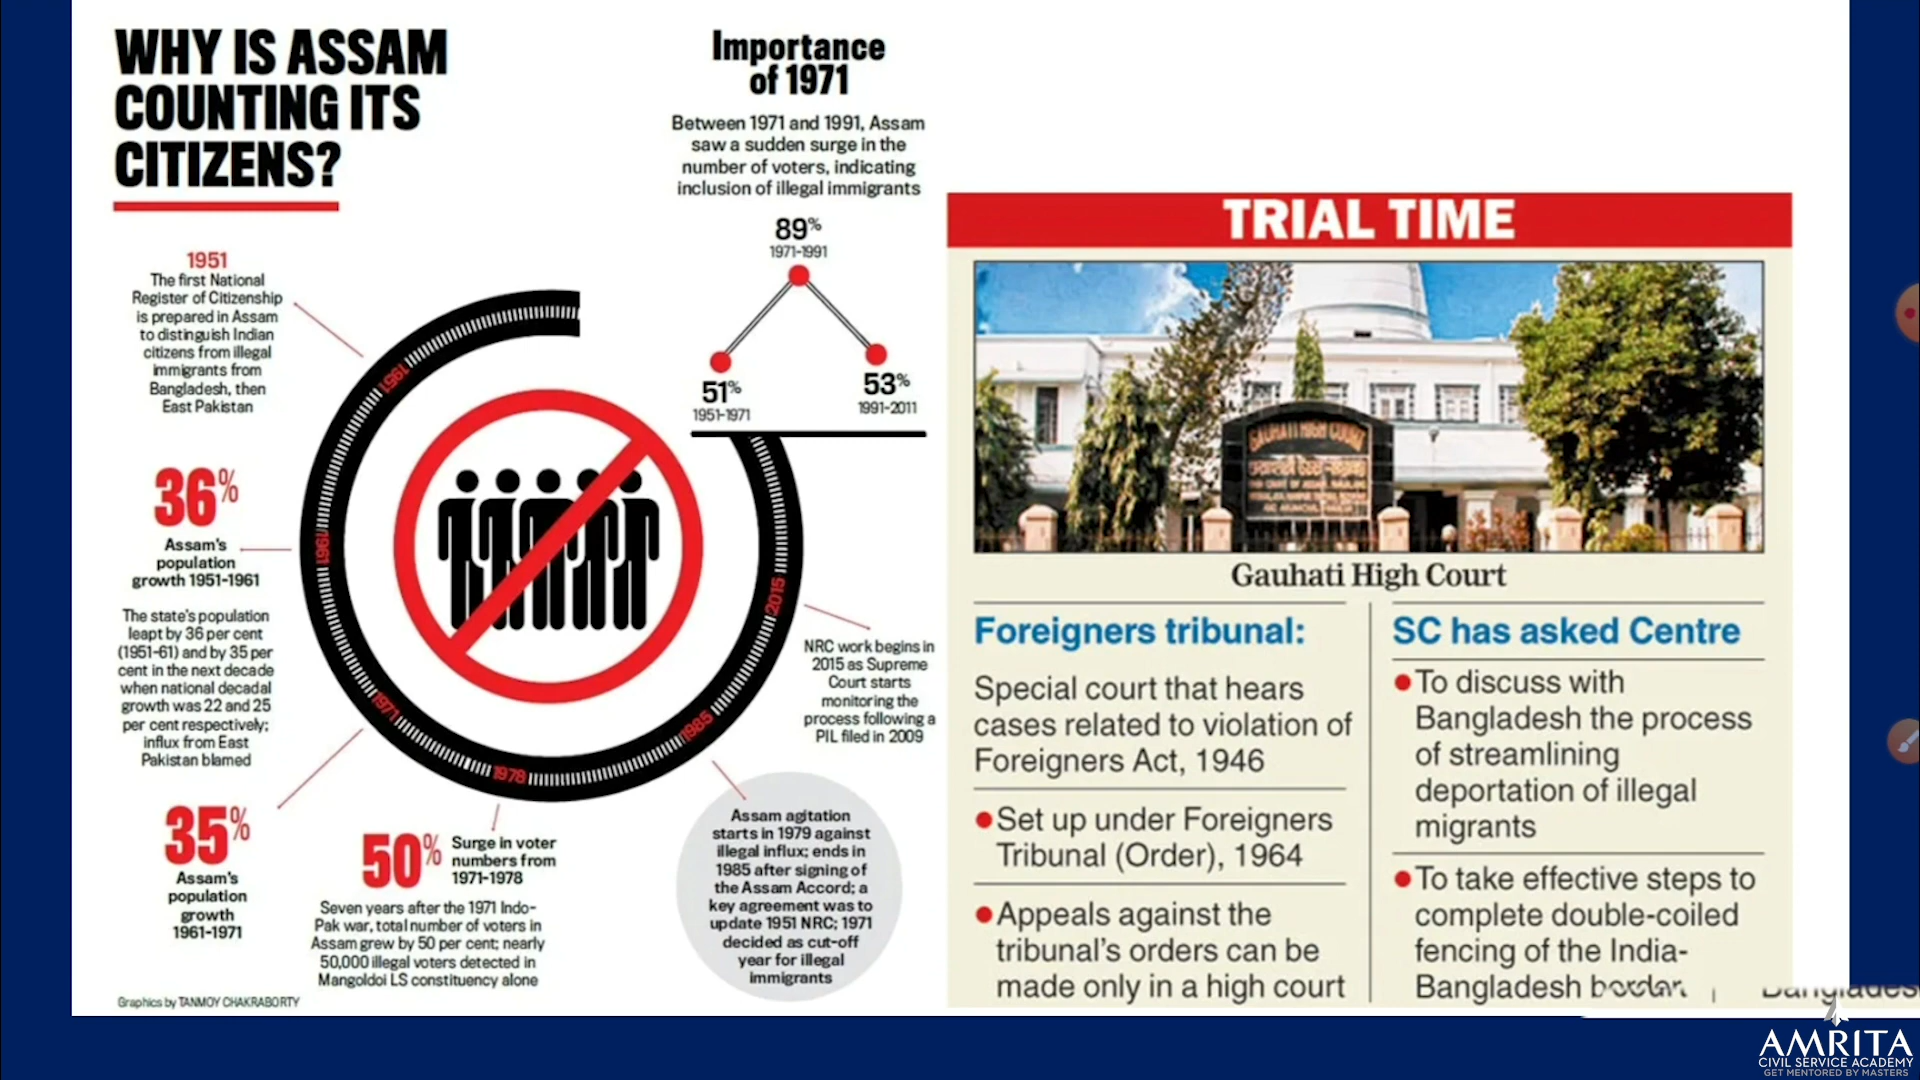 WHY IS ASSAM
COUNTING ITS
CITIZENS?
Importance
of 1971
Between 1971 and 1991, Assam
saw a sudden surge in the
number of voters, indicating
inclusion of illegal immigrants
89%
1971-1991
51%
1951-1971
53%
1991-2011
1951
The first National
Register of Citizenship
is prepared in Assam
to distinguish Indian
citizens from illegal
immigrants from
Bangladesh, then
East Pakistan
36%
Assam's
population
growth 1951-1961
The state's population
leapt by 36 per cent
(1951-61) and by 35 per
cent in the next decade
when national decadal
growth was 22 and 25
per cent respectively;
influx from East
Pakistan blamed
35%
Assam's
population
growth
1961-1971
1951
1961
1971
1978
1985
2015
50%
Surge in voter
numbers from
1971-1978
Seven years after the 1971 Indo-
Pak war, total number of voters in
Assam grew by 50 per cent; nearly
50,000 illegal voters detected in
Mangoldoi LS constituency alone
Assam agitation
starts in 1979 against
illegal influx; ends in
1985 after signing of
the Assam Accord; a
key agreement was to
update 1951 NRC; 1971
decided as cut-off
year for illegal
immigrants
NRC work begins in
2015 as Supreme
Court starts
monitoring the
process following a
PIL filed in 2009
Graphics by TANMOY CHAKRABORTY
TRIAL TIME
GAUHATI HIGH COURT
Gauhati High Court
Foreigners tribunal:
Special court that hears
cases related to violation of
Foreigners Act, 1946
Set up under Foreigners
Tribunal (Order), 1964
Appeals against the
tribunal's orders can be
made only in a high court
SC has asked Centre
To discuss with
Bangladesh the process
of streamlining
deportation of illegal
migrants
To take effective steps to
complete double-coiled
fencing of the India-
Bangladesh border
AMRITA
CIVIL SERVICE ACADEMY
GET MENTORED BY MASTERS